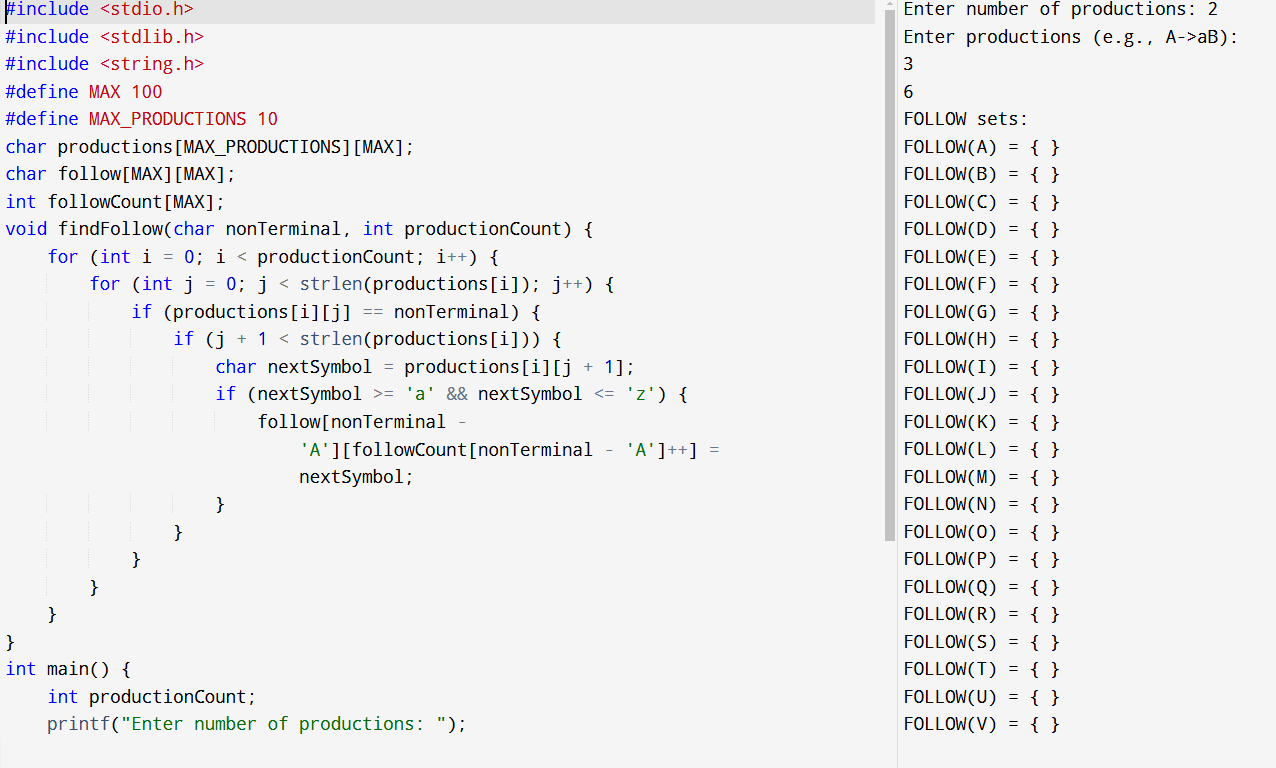 #include <stdio.h>
#include <stdlib.h>
#include <string.h>
#define MAX 100
#define MAX_PRODUCTIONS 10
char productions[MAX_PRODUCTIONS][MAX];
char follow[MAX][MAX];
int followCount[MAX];
void findFollow(char nonTerminal, int productionCount) {
    for (int i = 0; i < productionCount; i++) {
        for (int j = 0; j < strlen(productions[i]); j++) {
            if (productions[i][j] == nonTerminal) {
                if (j + 1 < strlen(productions[i])) {
                    char nextSymbol = productions[i][j + 1];
                    if (nextSymbol >= 'a' && nextSymbol <= 'z') {
                        follow[nonTerminal -
                            'A'][followCount[nonTerminal - 'A']++] =
                            nextSymbol;
                    }
                }
            }
        }
    }
}
int main() {
    int productionCount;
    printf("Enter number of productions: ");
Enter number of productions: 2
Enter productions (e.g., A->aB):
3
6
FOLLOW sets:
FOLLOW(A) = { }
FOLLOW(B) = { }
FOLLOW(C) = { }
FOLLOW(D) = { }
FOLLOW(E) = { }
FOLLOW(F) = { }
FOLLOW(G) = { }
FOLLOW(H) = { }
FOLLOW(I) = { }
FOLLOW(J) = { }
FOLLOW(K) = { }
FOLLOW(L) = { }
FOLLOW(M) = { }
FOLLOW(N) = { }
FOLLOW(O) = { }
FOLLOW(P) = { }
FOLLOW(Q) = { }
FOLLOW(R) = { }
FOLLOW(S) = { }
FOLLOW(T) = { }
FOLLOW(U) = { }
FOLLOW(V) = { }